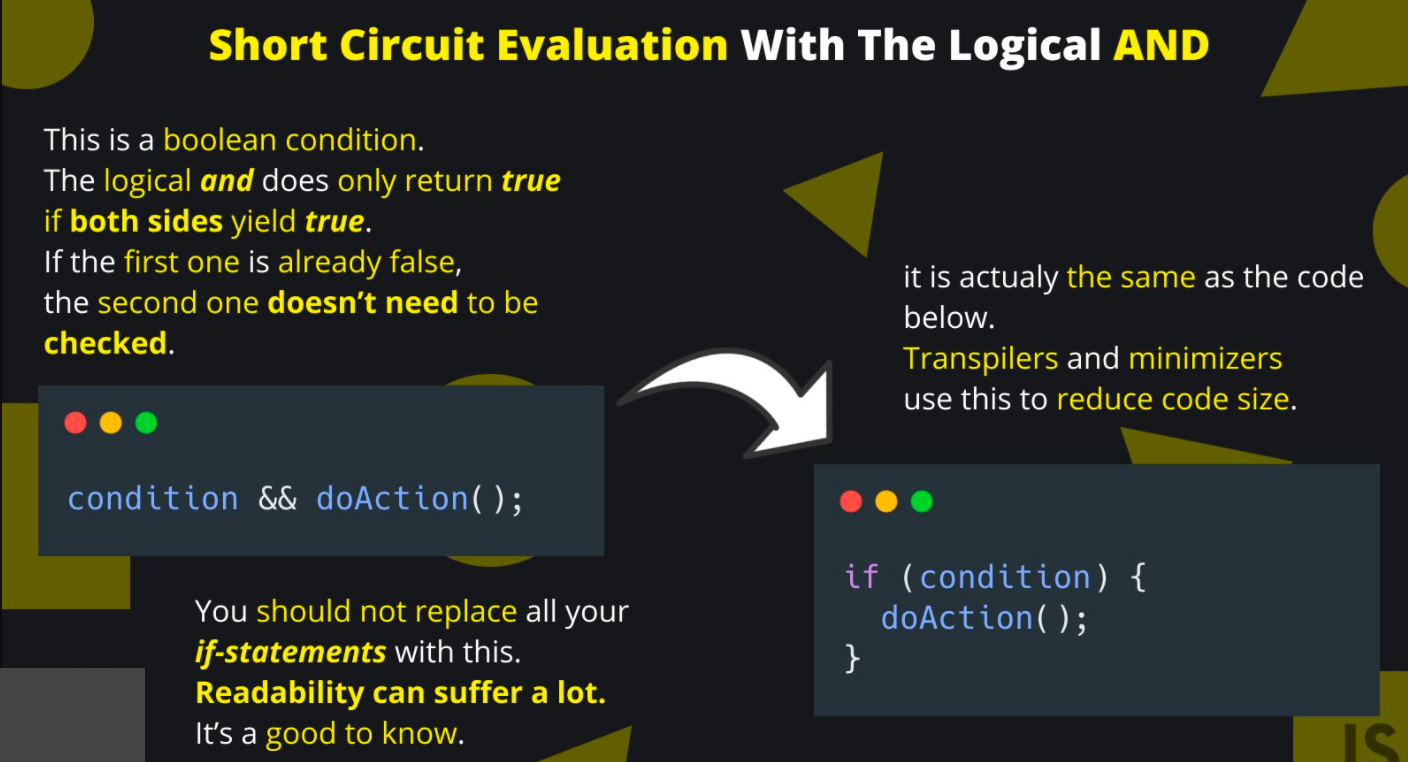 Short Circuit Evaluation With The Logical AND
This is a boolean condition.
The logical and does only return true
if both sides yield true.
If the first one is already false,
the second one doesn't need to be
checked.
condition && doAction();
You should not replace all your
if-statements with this.
Readability can suffer a lot.
It's a good to know.
it is actualy the same as the code
below.
Transpilers and minimizers
use this to reduce code size.
if (condition) {
  doAction();
}
JS